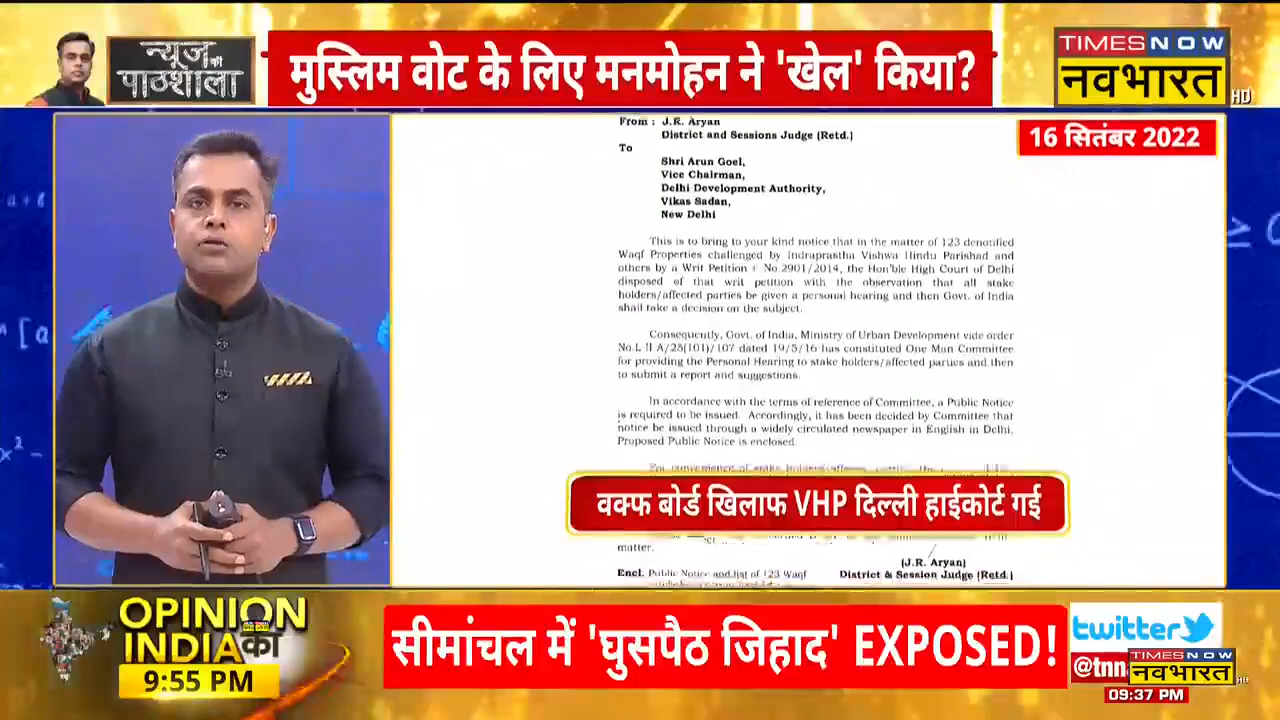 न्यूज की पाठशाला
मुस्लिम वोट के लिए मनमोहन ने 'खेल' किया?
TIMES NOW
नवभारत
HD
16 सितंबर 2022
From : J.R. Aryan
District and Sessions Judge (Retd.)
To
Shri Arun Goel,
Vice Chairman,
Delhi Development Authority,
Vikas Sadan,
New Delhi
This is to bring to your kind notice that in the matter of 123 denotified
Waqf Properties challenged by Indraprastha Vishwa Hindu Parishad and
others by a Writ Petition No.2901/2014, the Hon'ble High Court of Delhi
disposed of that writ petition with the observation that all stake
holders/affected parties be given a personal hearing and then Govt. of India
shall take a decision on the subject.
Consequently, Govt. of India, Ministry of Urban Development vide order
dated 19/5/16 has constituted One Man Committee
for providing the Personal Hearing to stake holders/affected parties and then
to submit a report and suggestions.
In accordance with the terms of reference of Committee, a Public Notice
is required to be issued. Accordingly, it has been decided by Committee that
notice be issued through a widely circulated newspaper in English in Delhi.
Proposed Public Notice is enclosed.
वक्फ बोर्ड खिलाफ VHP दिल्ली हाईकोर्ट गई
matter.
(J.R. Aryan)
Encl. Public Notice and list of 123 Waqf
District & Session Judge (Retd.)
OPINION
INDIA का
9:55 PM
सीमांचल में 'घुसपैठ जिहाद' EXPOSED!
twitter
@tnn
TIMES NOW
नवभारत
HD
09:37 PM